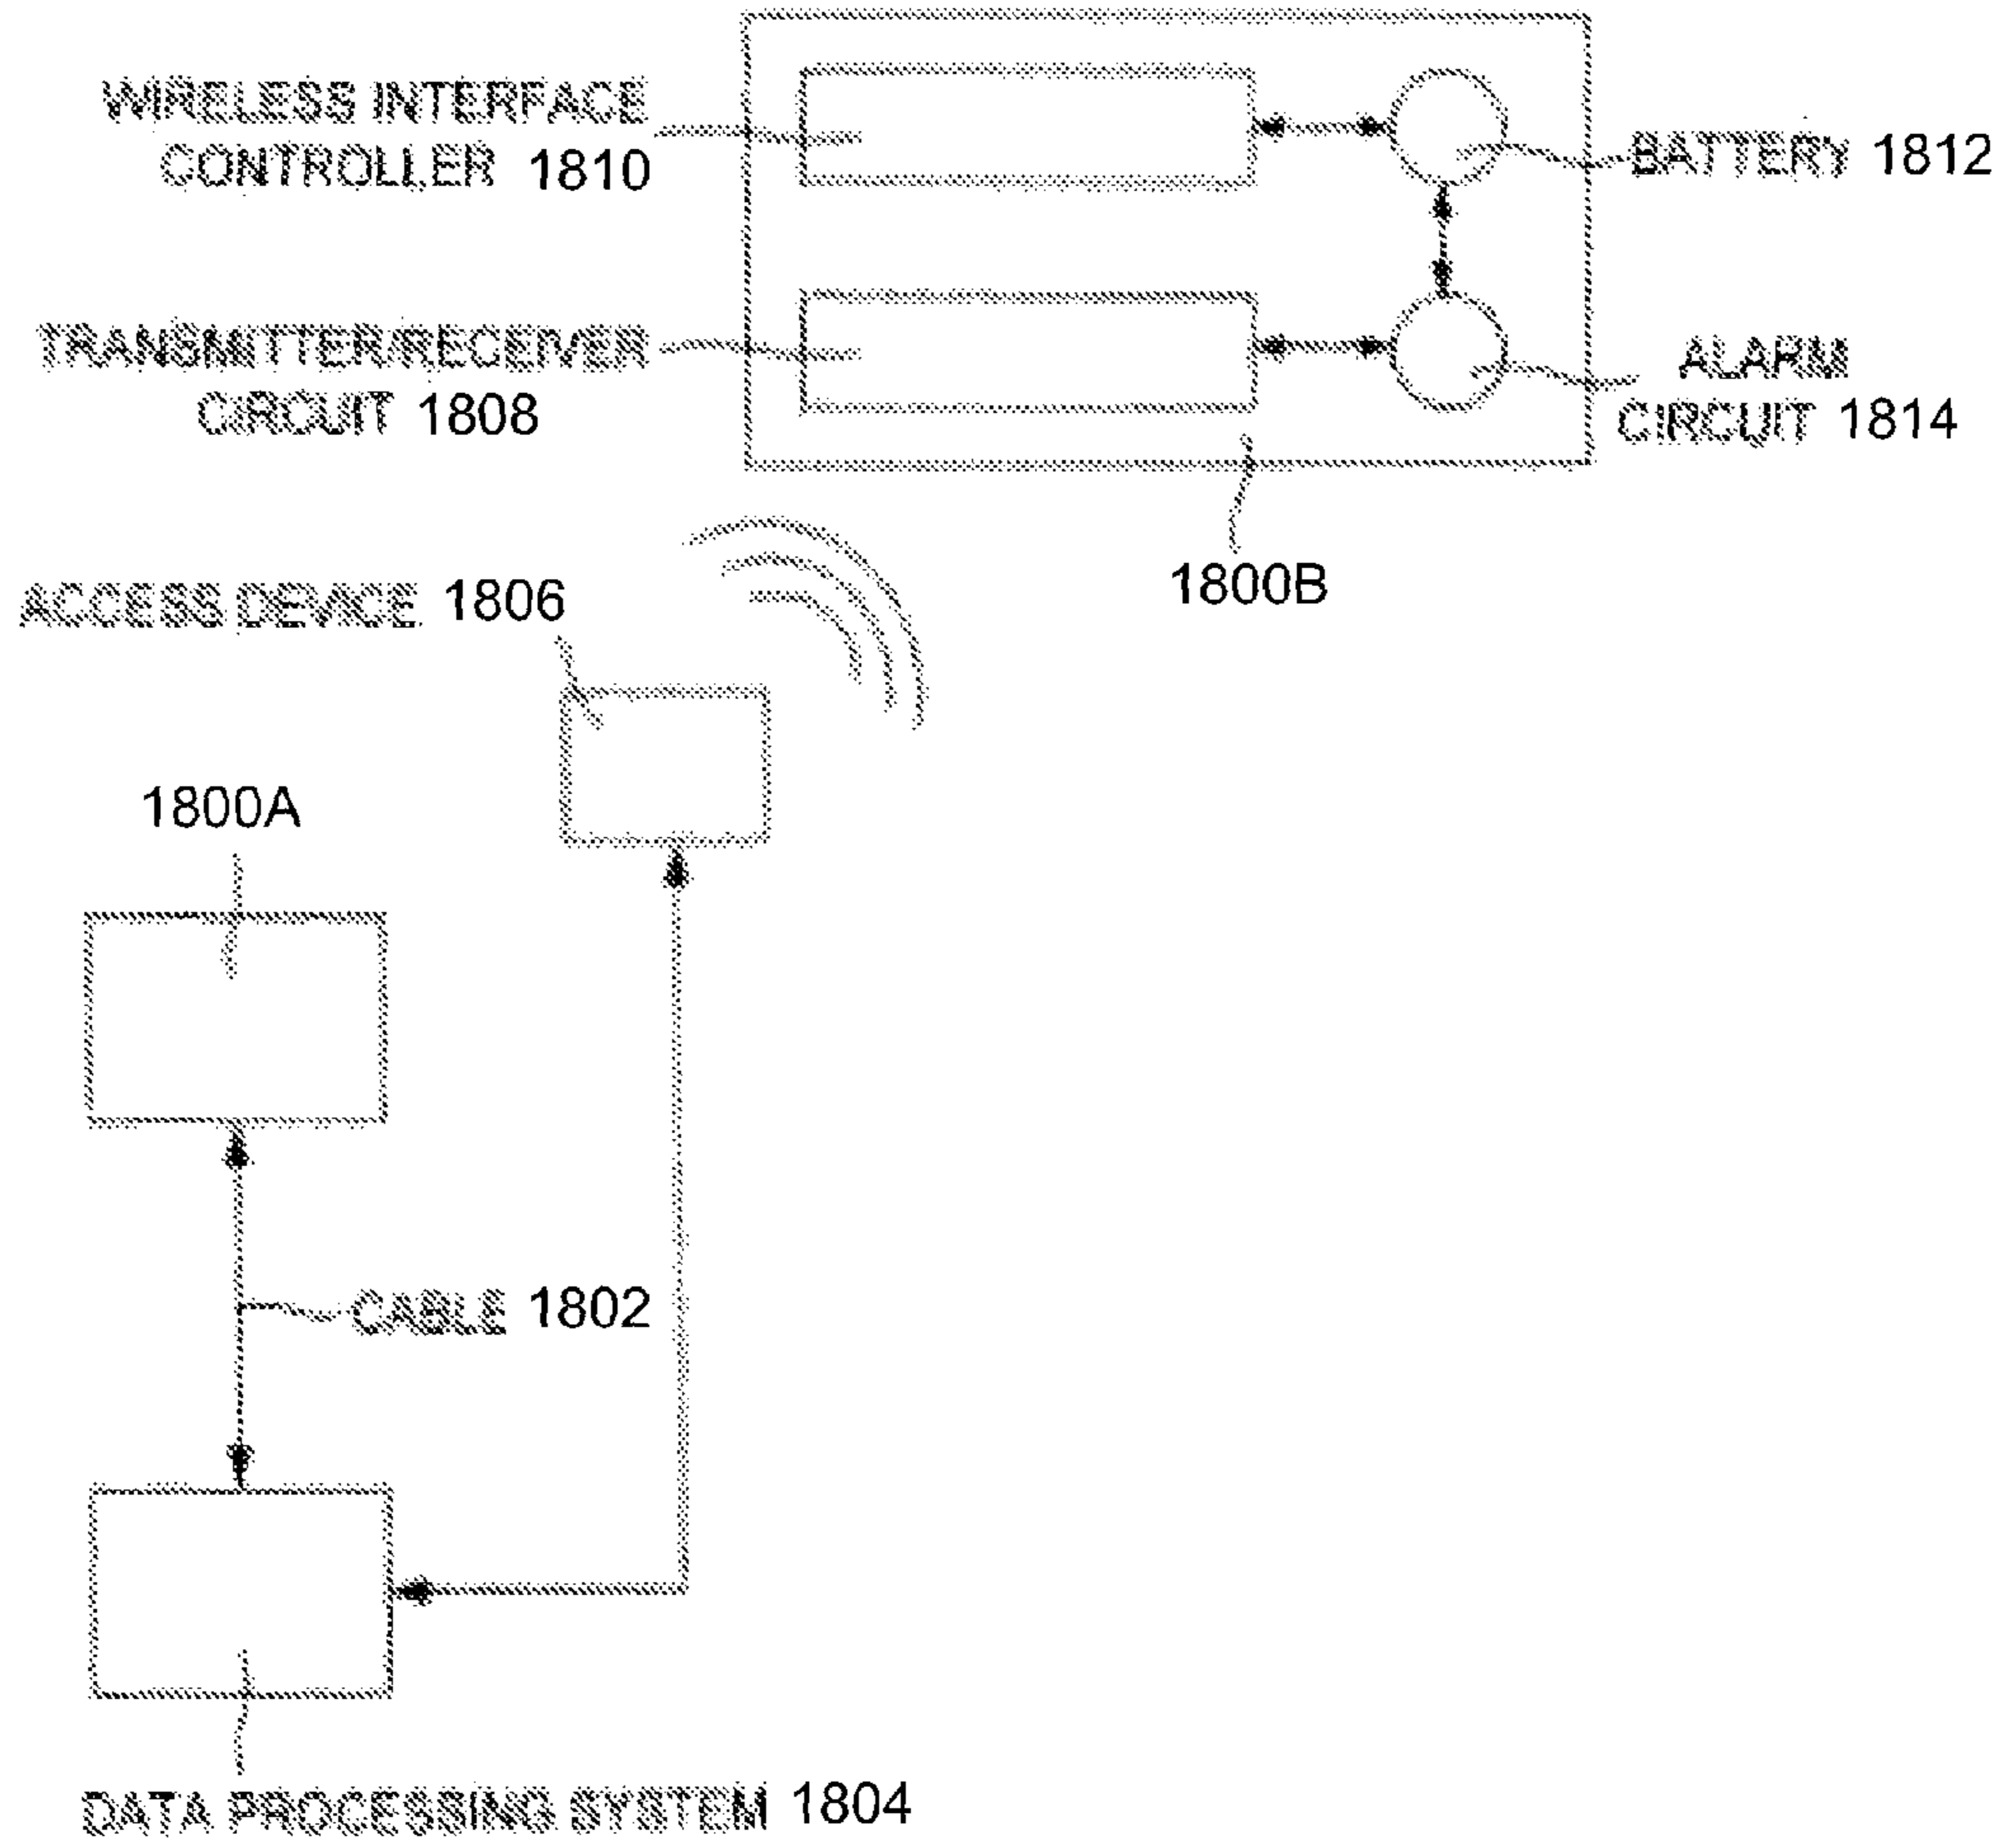 WIRELESS INTERFACE
CONTROLLER 1810
BATTERY 1812
TRANSMITTER/RECEIVER
CIRCUIT 1808
ALARM
CIRCUIT 1814
1800B
ACCESS DEVICE 1806
1800A
CABLE 1802
DATA PROCESSING SYSTEM 1804